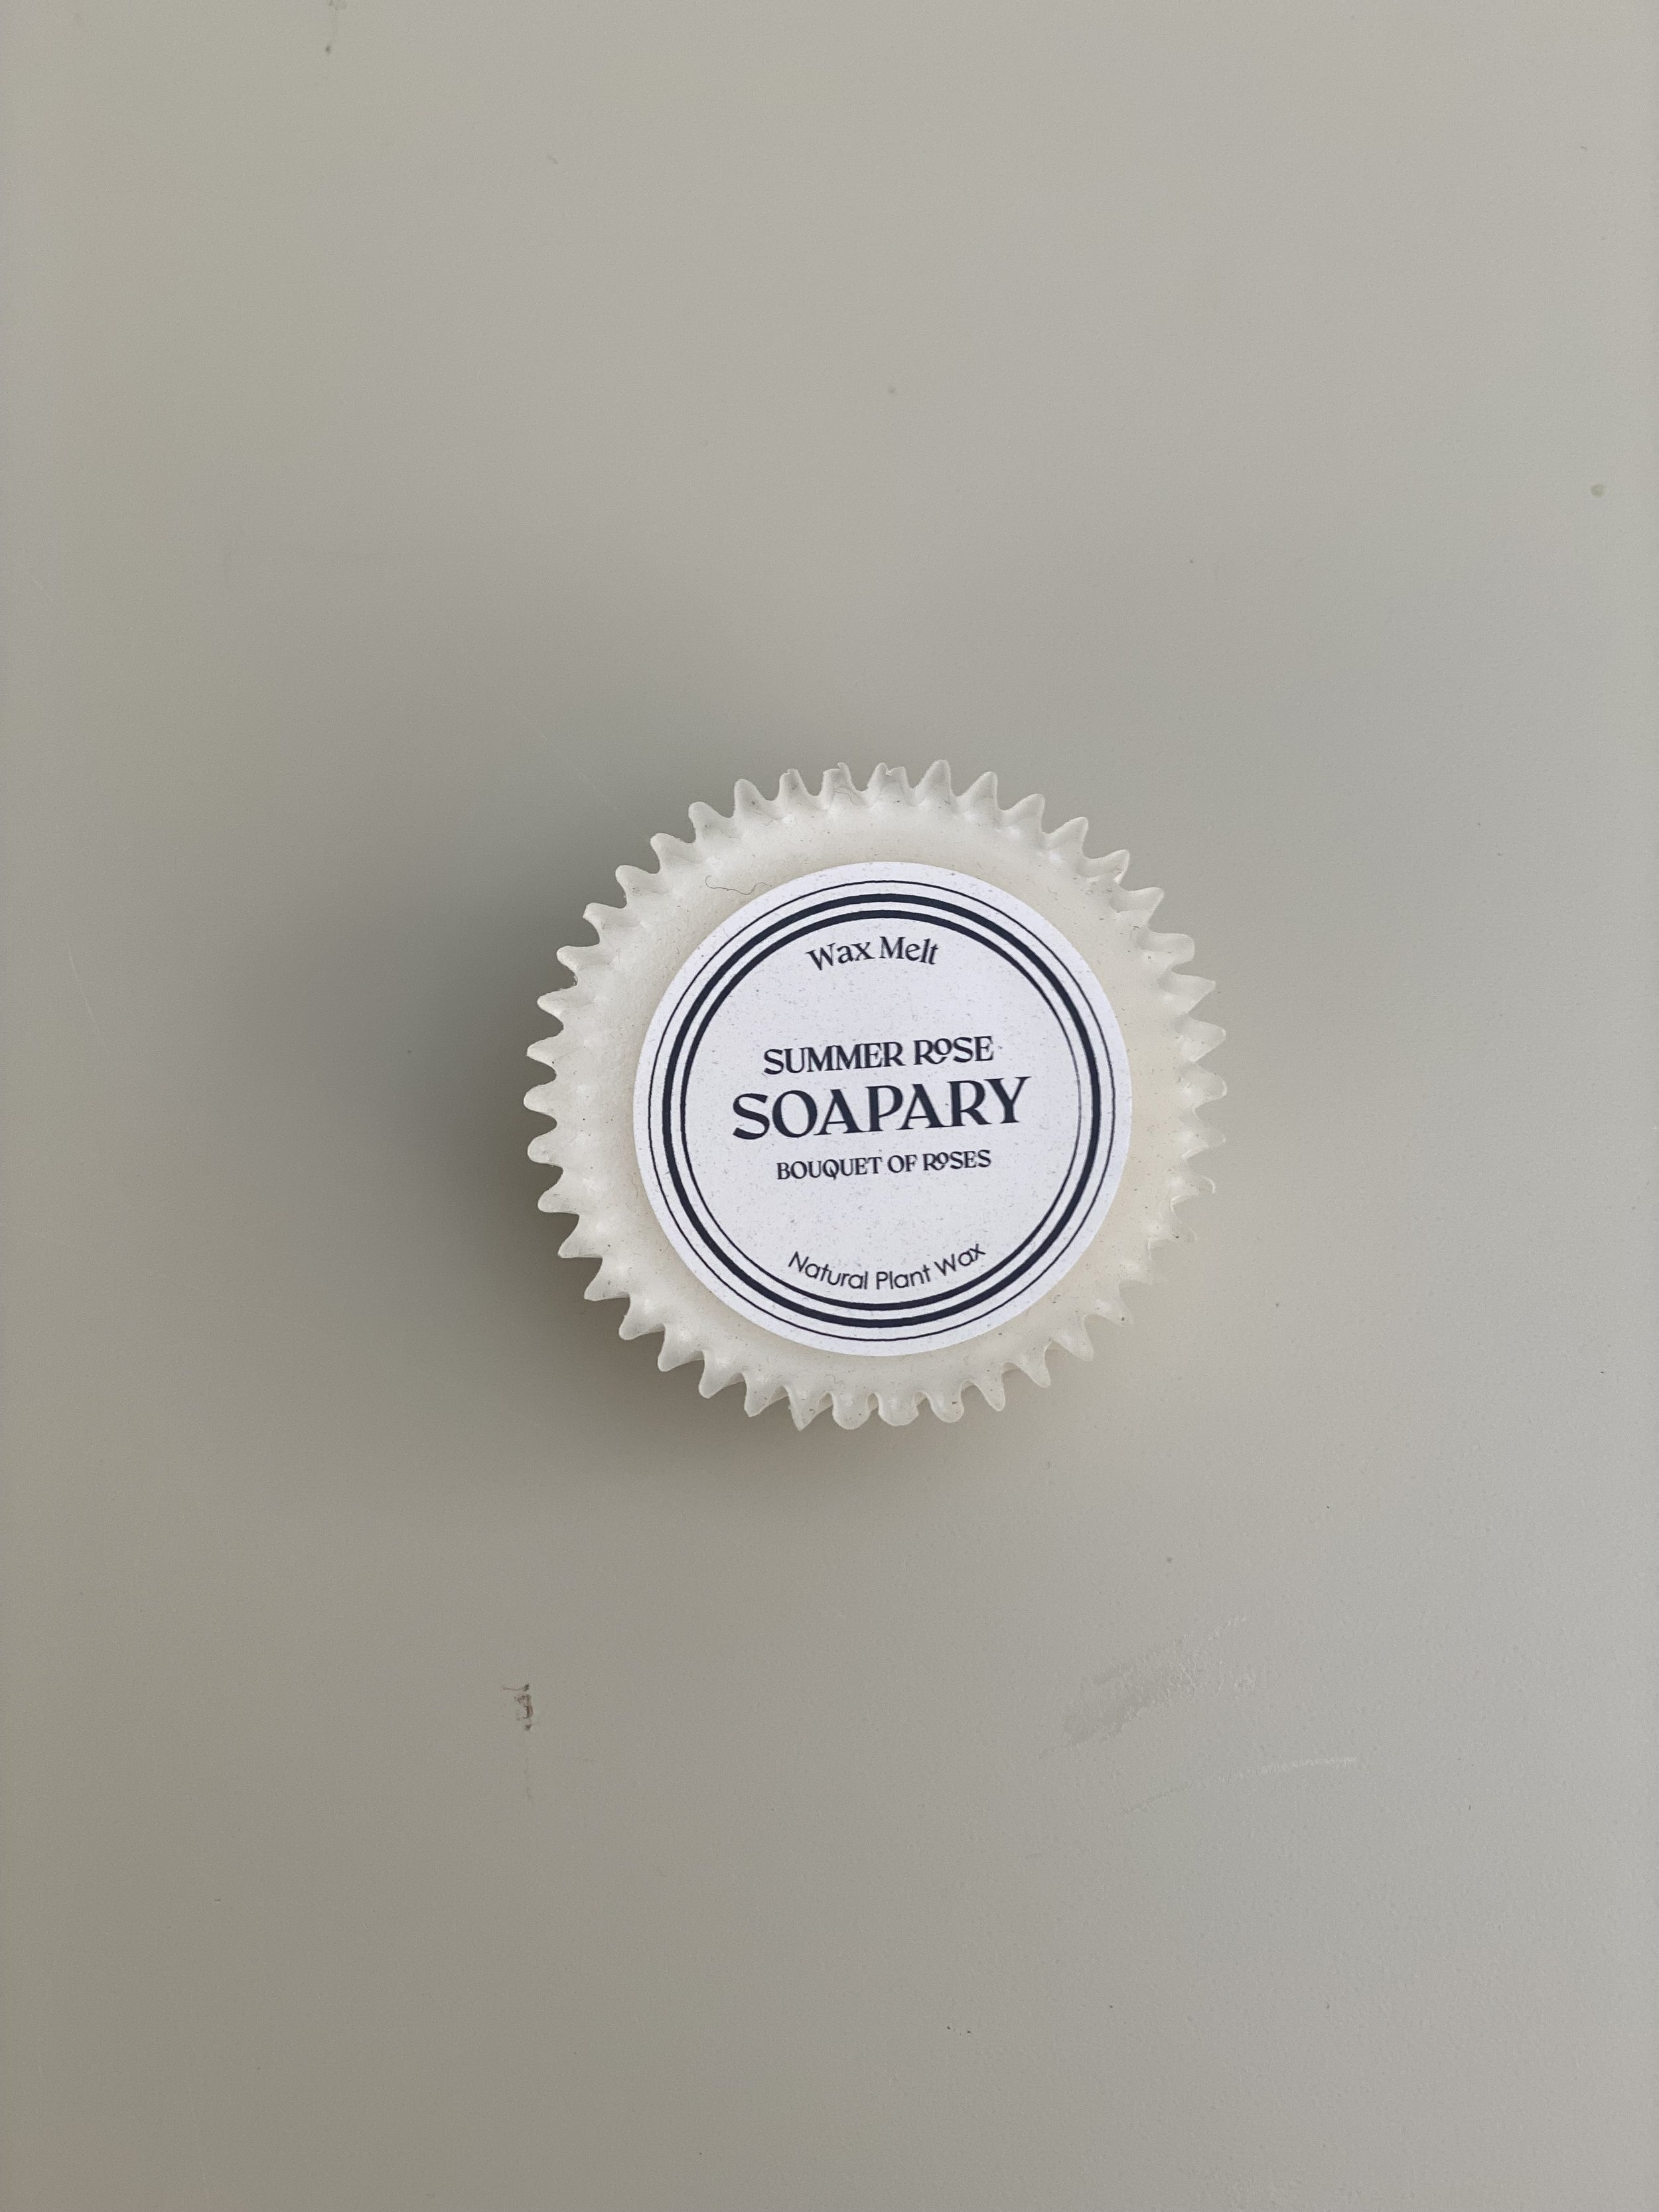 Wax Melt
SUMMER ROSE
SOAPARY
BOUQUET OF ROSES
Natural Plant Wax